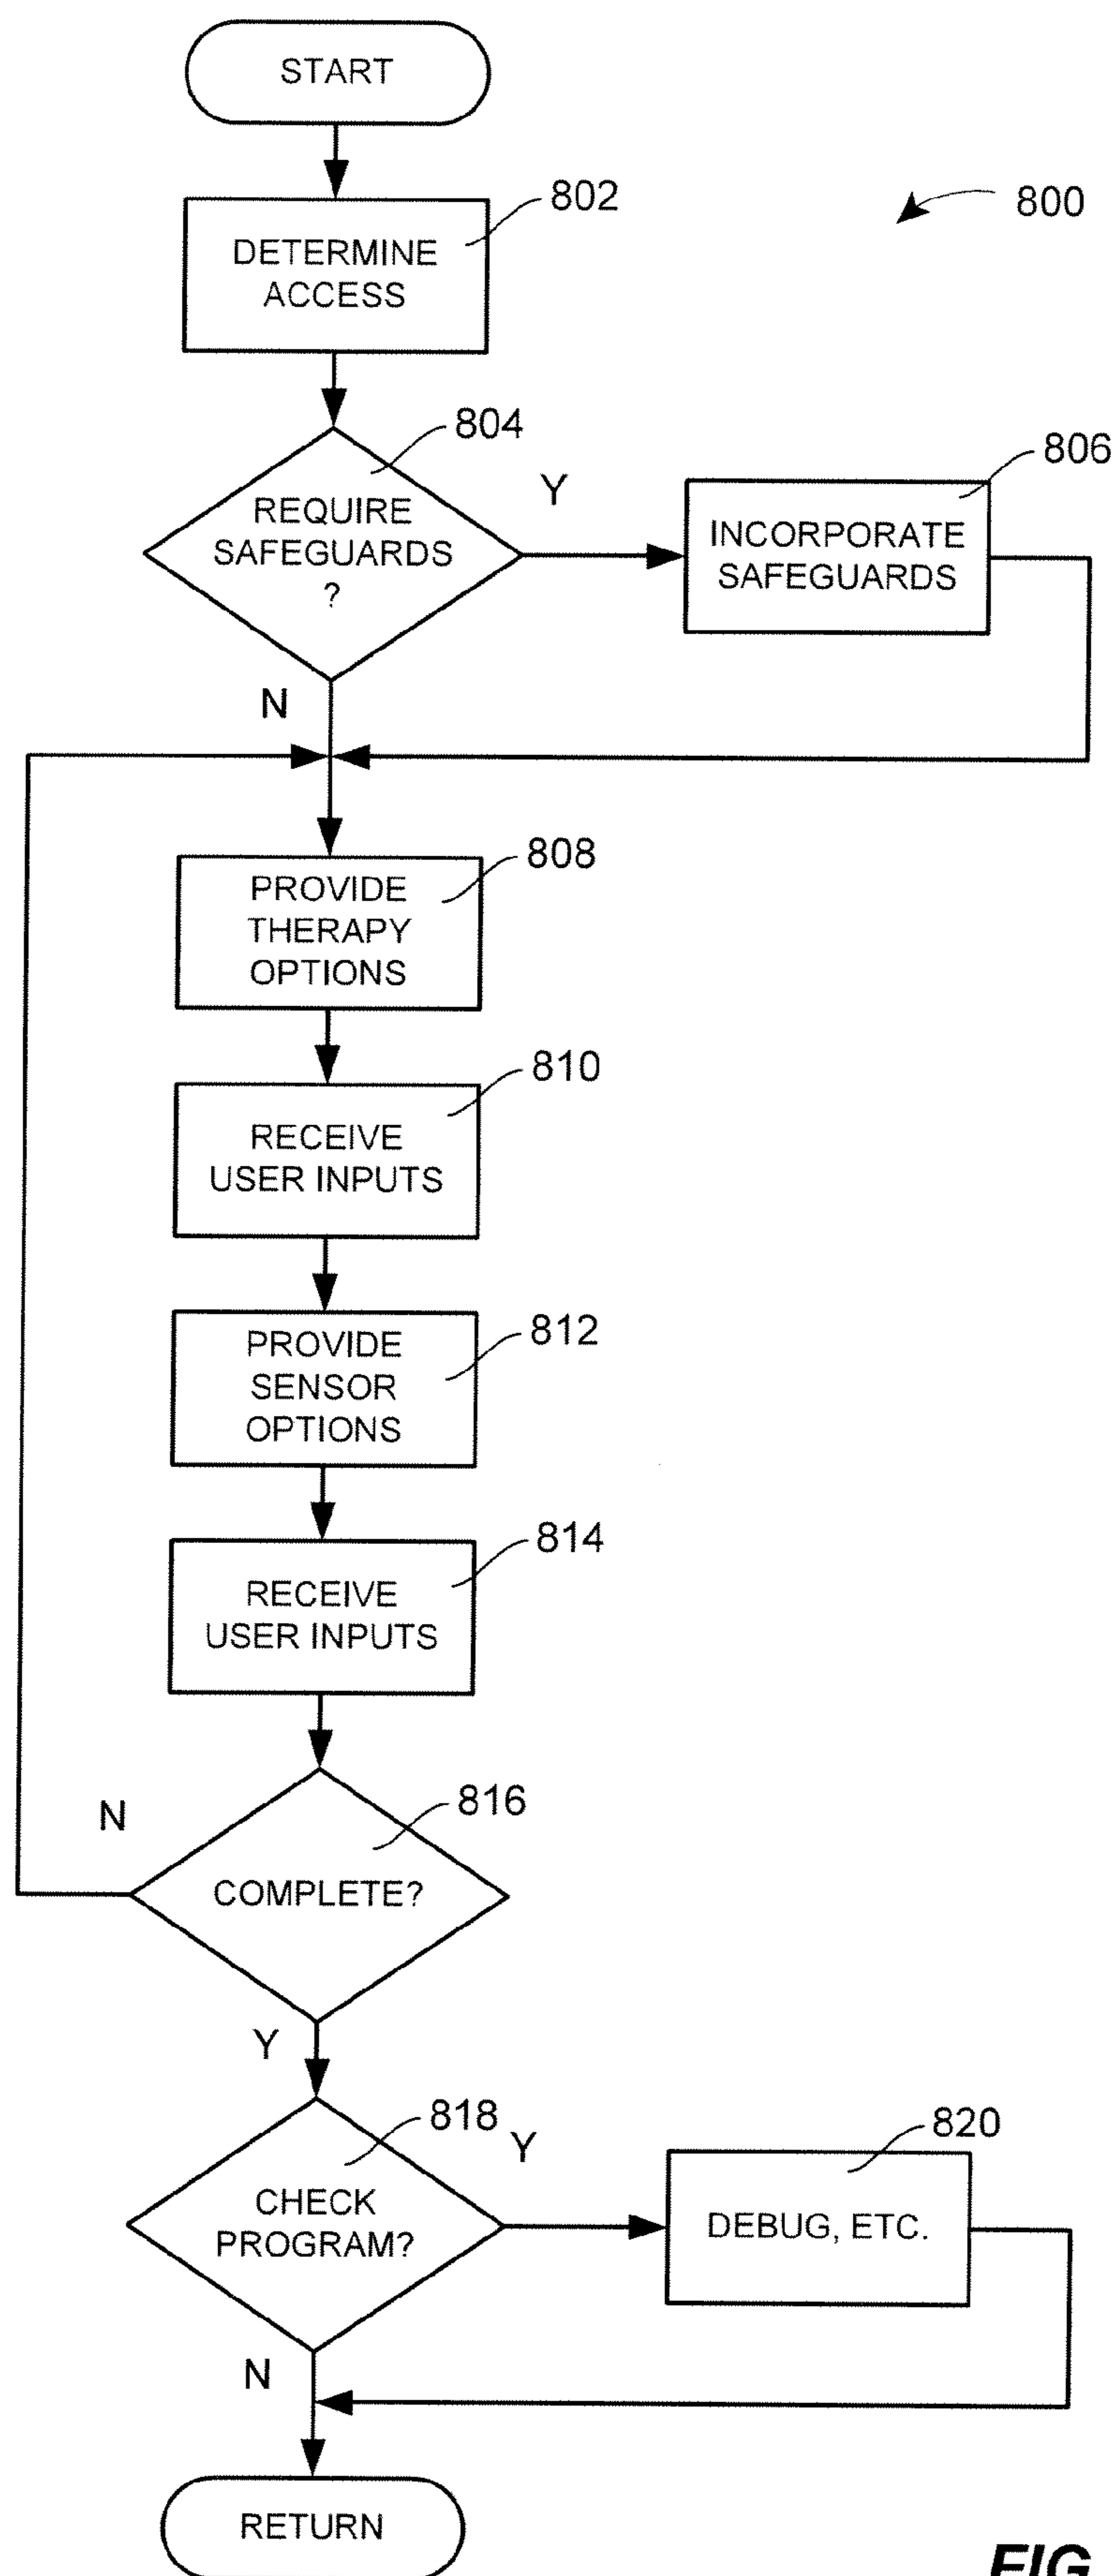 START
802
800
DETERMINE
ACCESS
804
806
REQUIRE
SAFEGUARDS
?
Y
INCORPORATE
SAFEGUARDS
N
808
PROVIDE
THERAPY
OPTIONS
810
RECEIVE
USER INPUTS
812
PROVIDE
SENSOR
OPTIONS
814
RECEIVE
USER INPUTS
816
N
COMPLETE?
Y
818
820
Y
CHECK
PROGRAM?
DEBUG, ETC.
N
RETURN
FIG